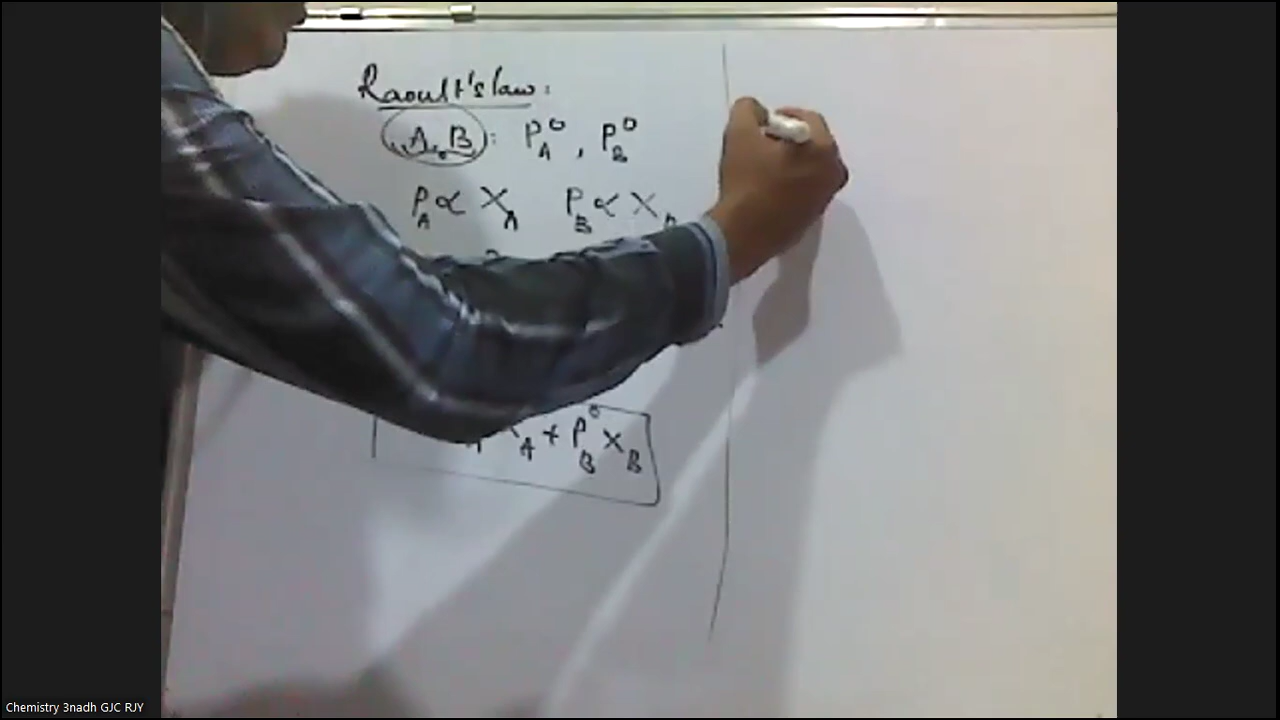 Raoult's law :
A, B : P°A , P°B
PA ∝ XA PB ∝ X
A + P°B XB
Chemistry 3nadh GJC RJY